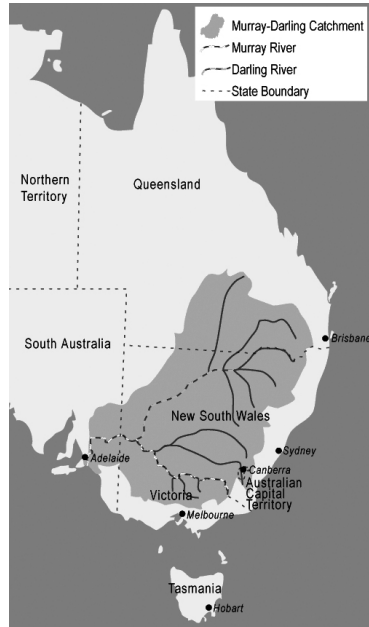 Murray-Darling Catchment
Murray River
Darling River
State Boundary
Northern
Territory
Queensland
South Australia
Brisbane
New South Wales
Sydney
Adelaide
Canberra
Australian
Capital
Territory
Victoria
Melbourne
Tasmania
Hobart